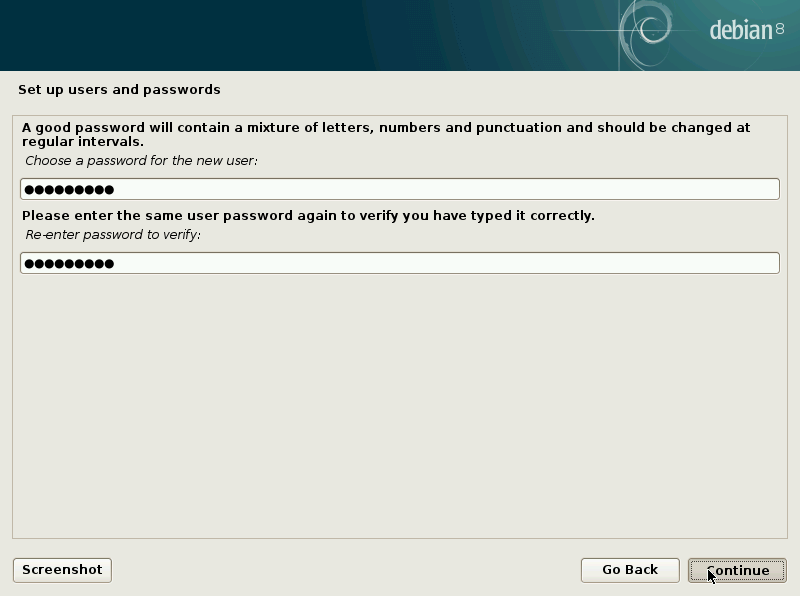 debian 8
Set up users and passwords
A good password will contain a mixture of letters, numbers and punctuation and should be changed at
regular intervals.
Choose a password for the new user:
●●●●●●●●●
Please enter the same user password again to verify you have typed it correctly.
Re-enter password to verify:
●●●●●●●●●
Screenshot
Go Back
Continue